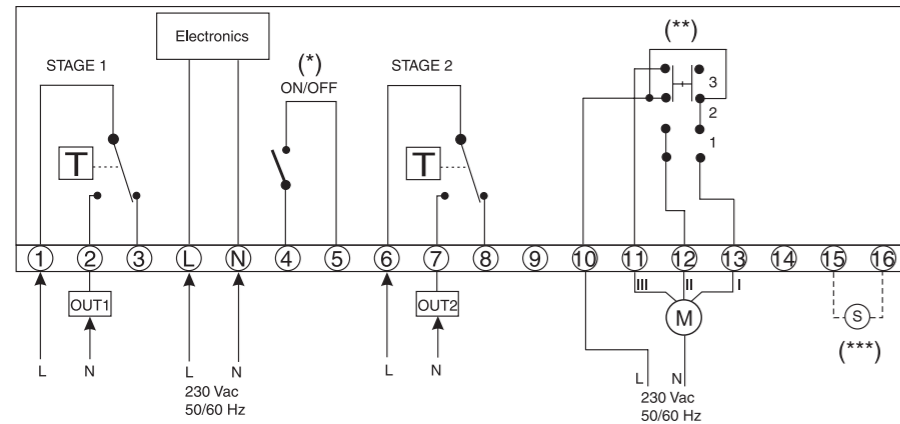 Electronics
(**)
STAGE 1
(*)
ON/OFF
STAGE 2
3
2
1
T
T
1 2 3 L N 4 5 6 7 8 9 10 11 12 13 14 15 16
III II I
OUT1
OUT2
M
S
(***)
L N L N L N L N
230 Vac
50/60 Hz
230 Vac
50/60 Hz